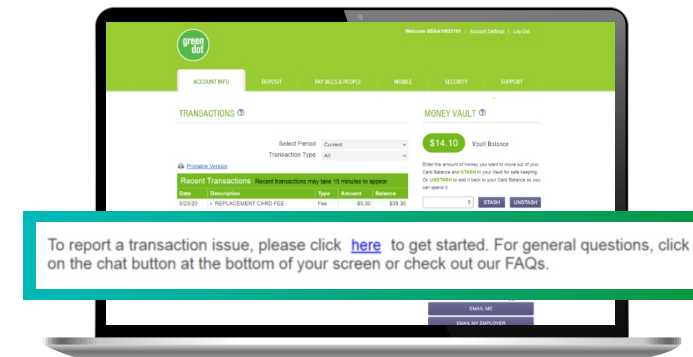 Account Settings | Log Out
green
dot
ACCOUNT INFO DEPOSIT PAY BILLS & PEOPLE MOBILE SECURITY SUPPORT
TRANSACTIONS
Select Period Current
Transaction Type All
Printable Version
Recent Transactions Recent transactions may take 15 minutes to appear.
Date Description Type Amount Balance
5/23/20 + REPLACEMENT CARD FEE Fee -$5.00 $39.30
MONEY VAULT
$14.10 Vault Balance
Enter the amount of money you want to move out of your
Card Balance and STASH in your Vault for safe keeping.
Or, UNSTASH to add it back to your Card Balance so you
can spend it.
$ STASH UNSTASH
To report a transaction issue, please click here to get started. For general questions, click
on the chat button at the bottom of your screen or check out our FAQs.
EMAIL ME
EMAIL MY EMPLOYER